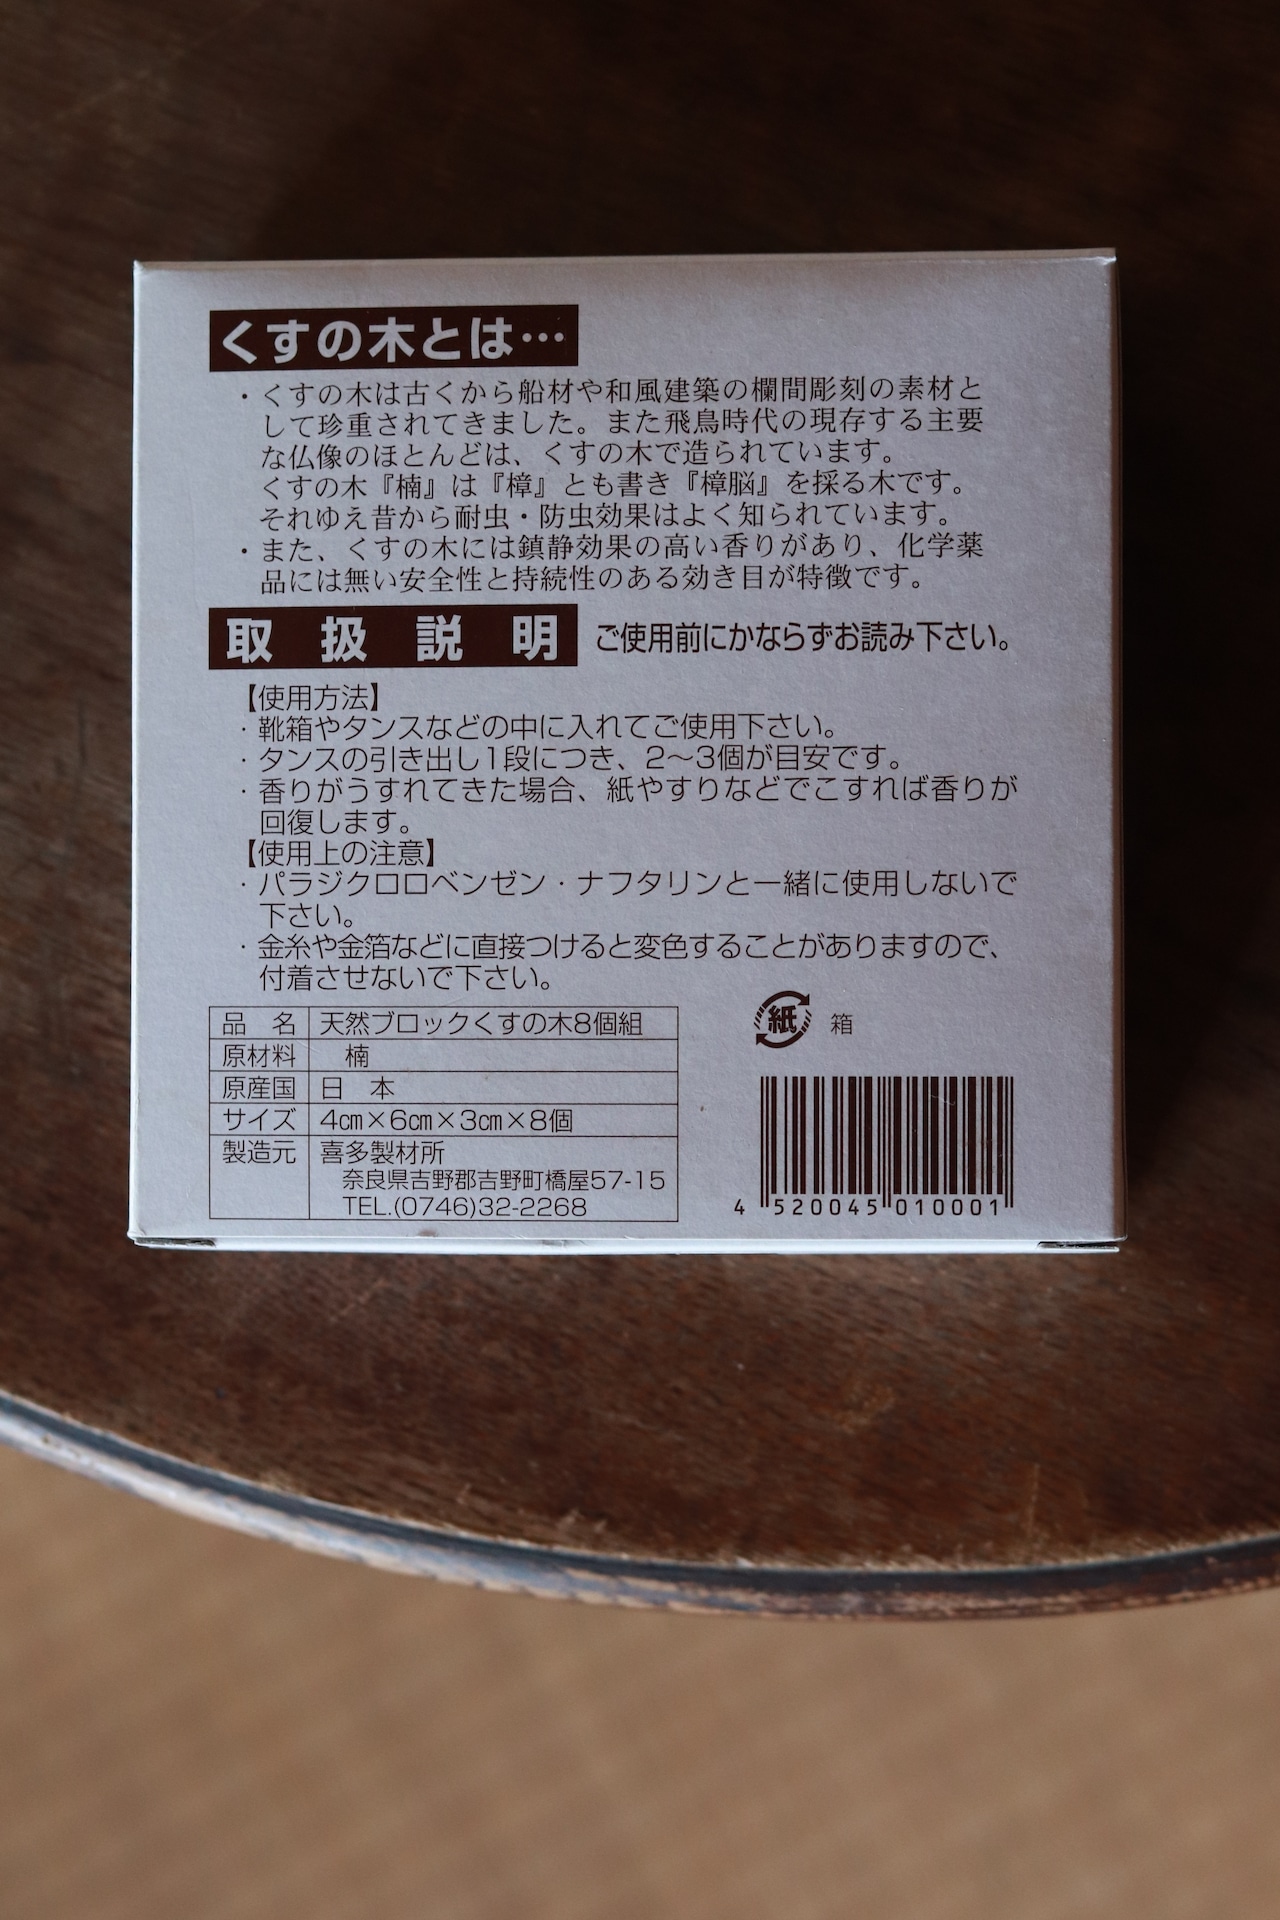 くすの木とは…
・くすの木は古くから船材や和風建築の欄間彫刻の素材と
して珍重されてきました。また飛鳥時代の現存する主要
な仏像のほとんどは、くすの木で造られています。
くすの木『楠』は『樟』とも書き『樟脳』を採る木です。
それゆえ昔から耐虫・防虫効果はよく知られています。
・また、くすの木には鎮静効果の高い香りがあり、化学薬
品には無い安全性と持続性のある効き目が特徴です。
取扱説明 ご使用前にかならずお読み下さい。
【使用方法】
・靴箱やタンスなどの中に入れてご使用下さい。
・タンスの引き出し1段につき、2〜3個が目安です。
・香りがうすれてきた場合、紙やすりなどでこすれば香りが
回復します。
【使用上の注意】
・パラジクロロベンゼン・ナフタリンと一緒に使用しないで
下さい。
・金糸や金箔などに直接つけると変色することがありますので、
付着させないで下さい。
品 名 天然ブロックくすの木8個組
原材料 楠
原産国 日 本
サイズ 4㎝×6㎝×3㎝×8個
製造元 喜多製材所
奈良県吉野郡吉野町橋屋57-15
TEL.(0746)32-2268
紙 箱
4 520045 010001